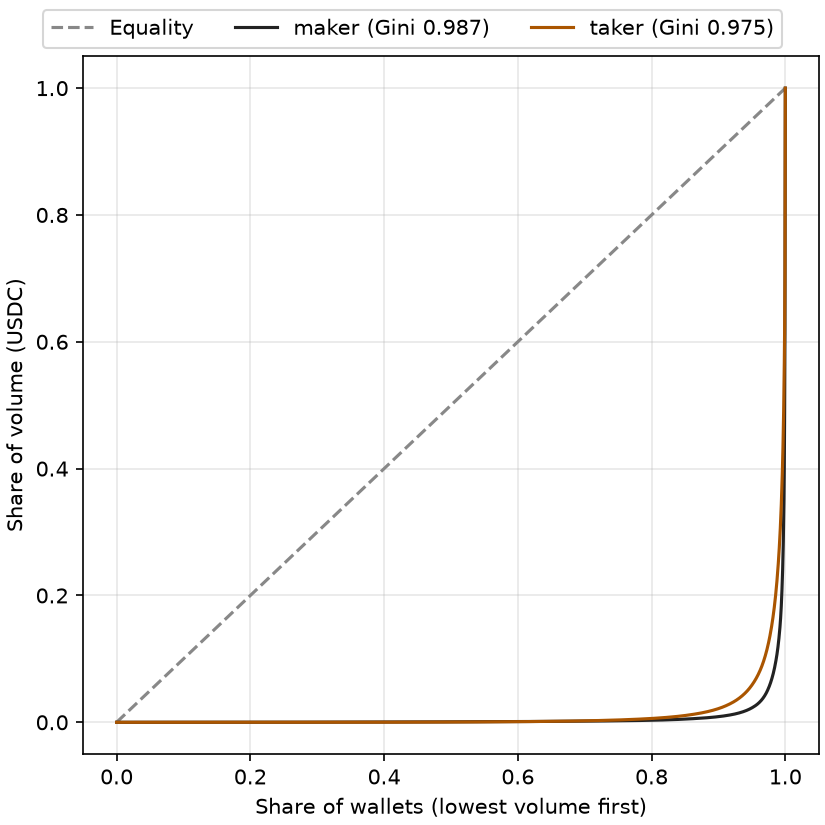 Equality maker (Gini 0.987) taker (Gini 0.975)
1.0
0.8
0.6
0.4
0.2
0.0
Share of volume (USDC)
0.0 0.2 0.4 0.6 0.8 1.0
Share of wallets (lowest volume first)